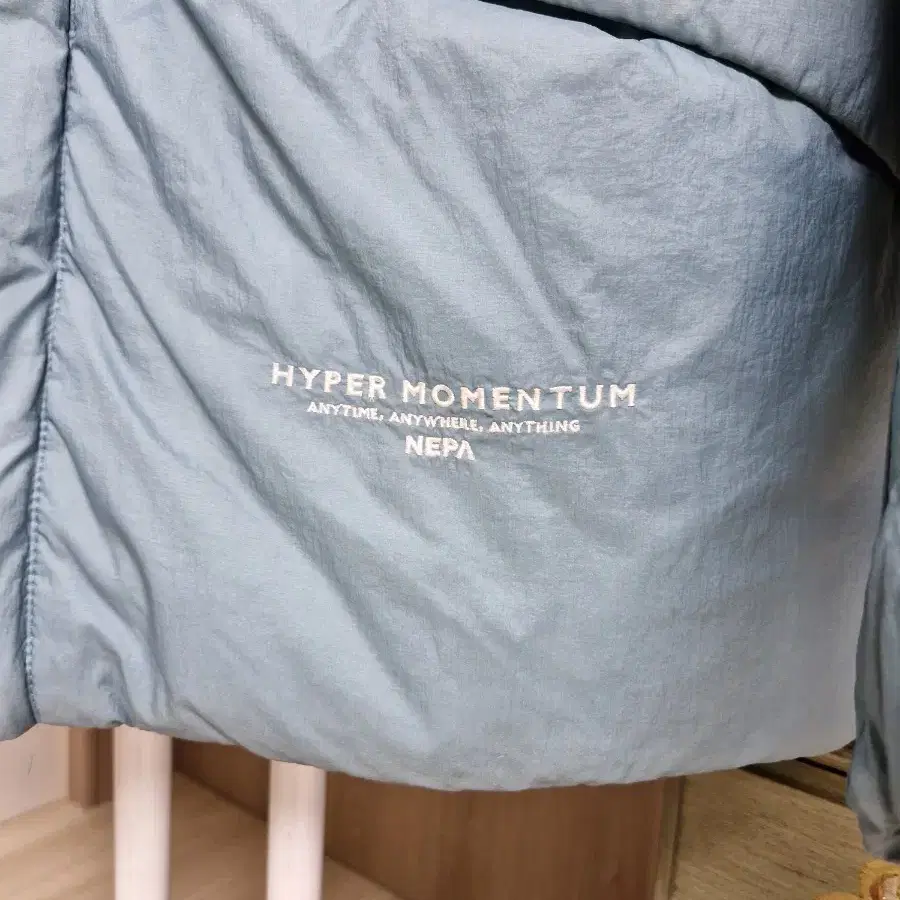 HYPER MOMENTUM
ANYTIME, ANYWHERE, ANYTHING
NEPA